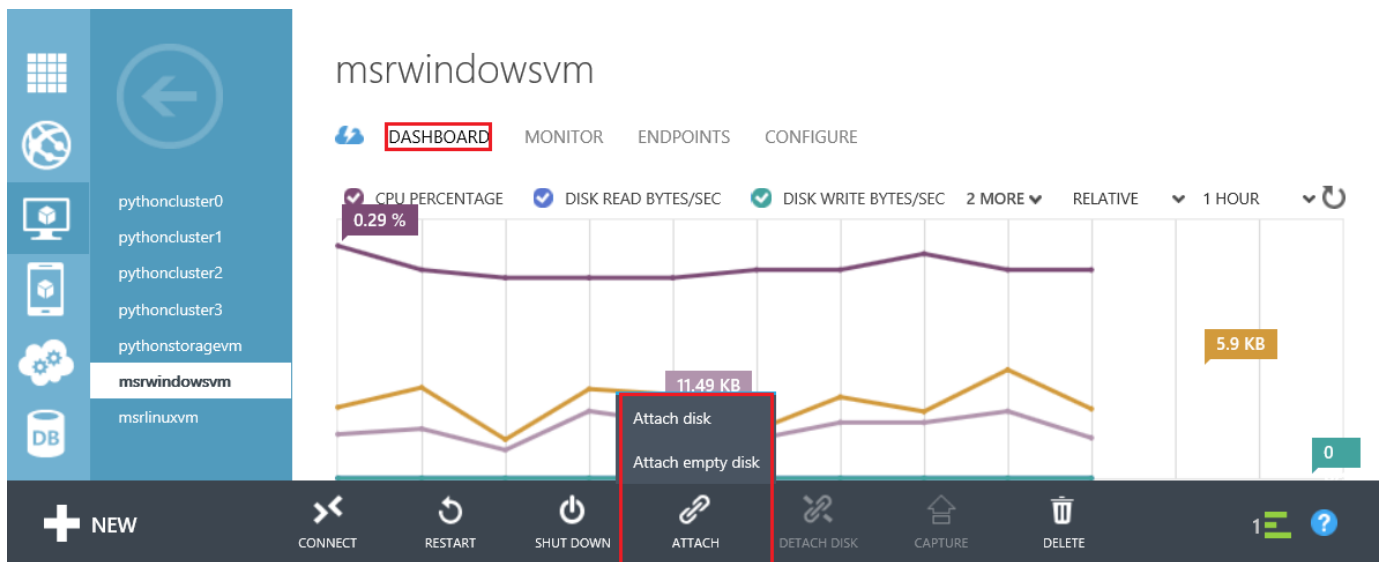 msrwindowsvm
DASHBOARD MONITOR ENDPOINTS CONFIGURE
CPU PERCENTAGE DISK READ BYTES/SEC DISK WRITE BYTES/SEC 2 MORE RELATIVE 1 HOUR
0.29 %
pythoncluster0
pythoncluster1
pythoncluster2
pythoncluster3
pythonstoragevm
msrwindowsvm
msrlinuxvm
DB
5.9 KB
11.49 KB
Attach disk
Attach empty disk
0
NEW
CONNECT RESTART SHUT DOWN ATTACH DETACH DISK CAPTURE DELETE
1 ?